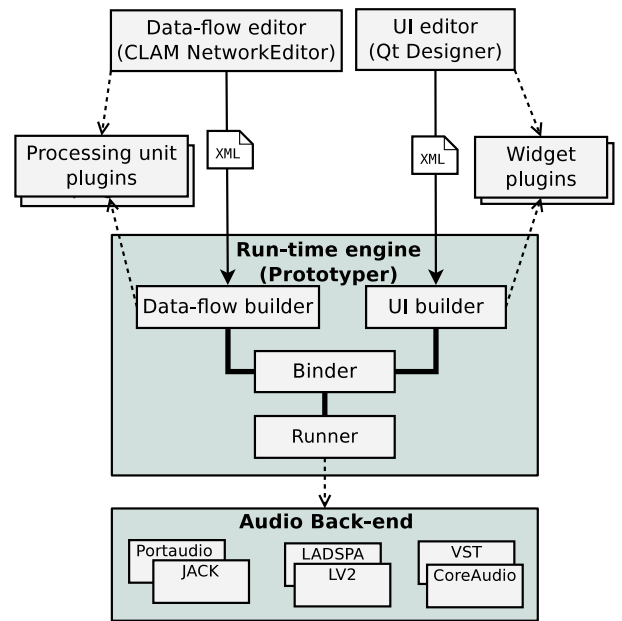 Data-flow editor
(CLAM NetworkEditor)
UI editor
(Qt Designer)
Processing unit
plugins
XML
XML
Widget
plugins
Run-time engine
(Prototyper)
Data-flow builder
UI builder
Binder
Runner
Audio Back-end
Portaudio
JACK
LADSPA
LV2
VST
CoreAudio